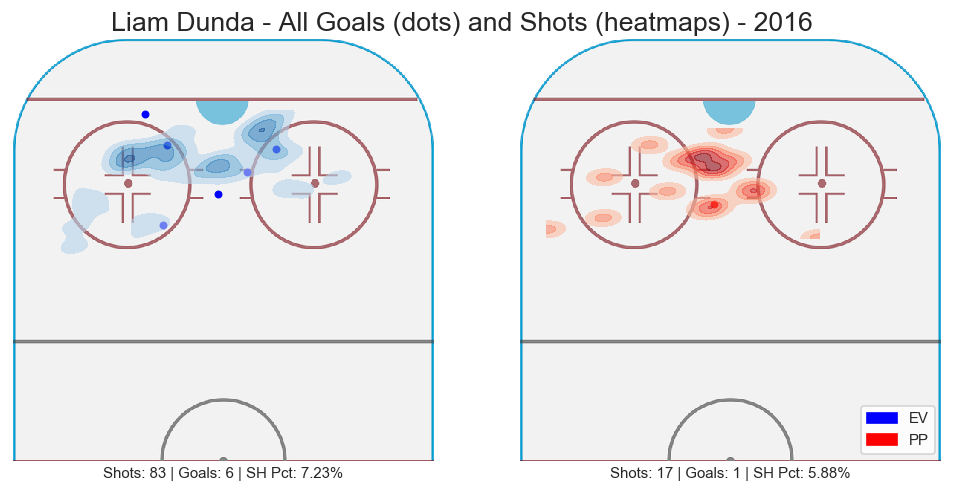 Liam Dunda - All Goals (dots) and Shots (heatmaps) - 2016
EV
PP
Shots: 83 | Goals: 6 | SH Pct: 7.23%
Shots: 17 | Goals: 1 | SH Pct: 5.88%